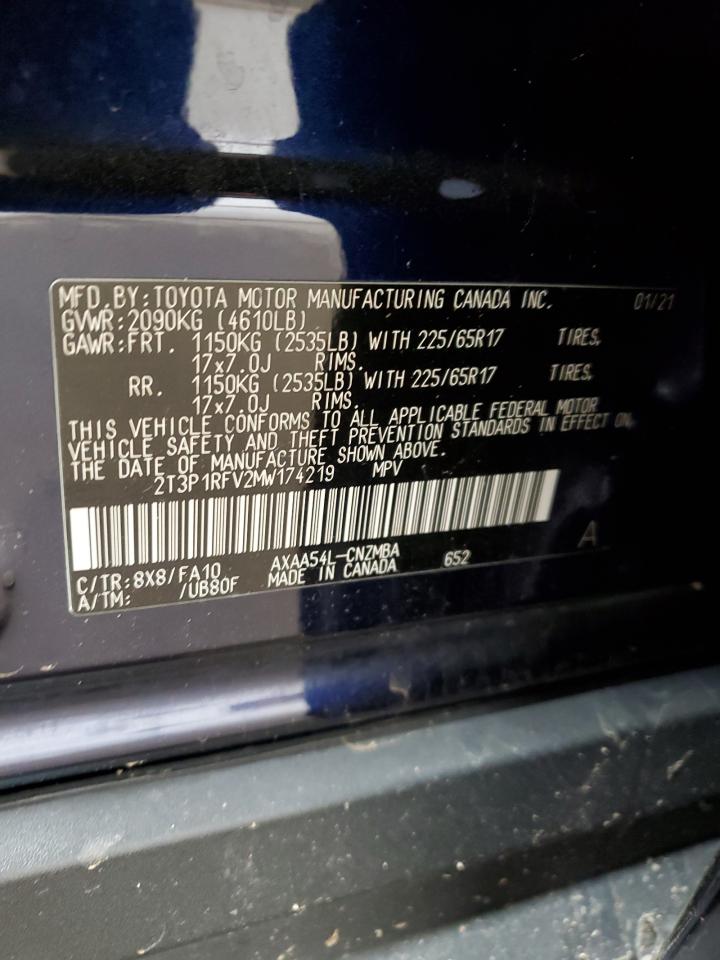 MFD.BY:TOYOTA MOTOR MANUFACTURING CANADA INC. 01/21
GVWR:2090KG (4610LB)
GAWR:FRT. 1150KG (2535LB) WITH 225/65R17 TIRES.
17x7.0J RIMS.
RR. 1150KG (2535LB) WITH 225/65R17 TIRES.
17x7.0J RIMS.
THIS VEHICLE CONFORMS TO ALL APPLICABLE FEDERAL MOTOR
VEHICLE SAFETY AND THEFT PREVENTION STANDARDS IN EFFECT ON
THE DATE OF MANUFACTURE SHOWN ABOVE.
2T3P1RFV2MW174219 MPV
A
C/TR:8X8/FA10 AXAA54L-CNZMBA 652
A/TM: /UB80F MADE IN CANADA